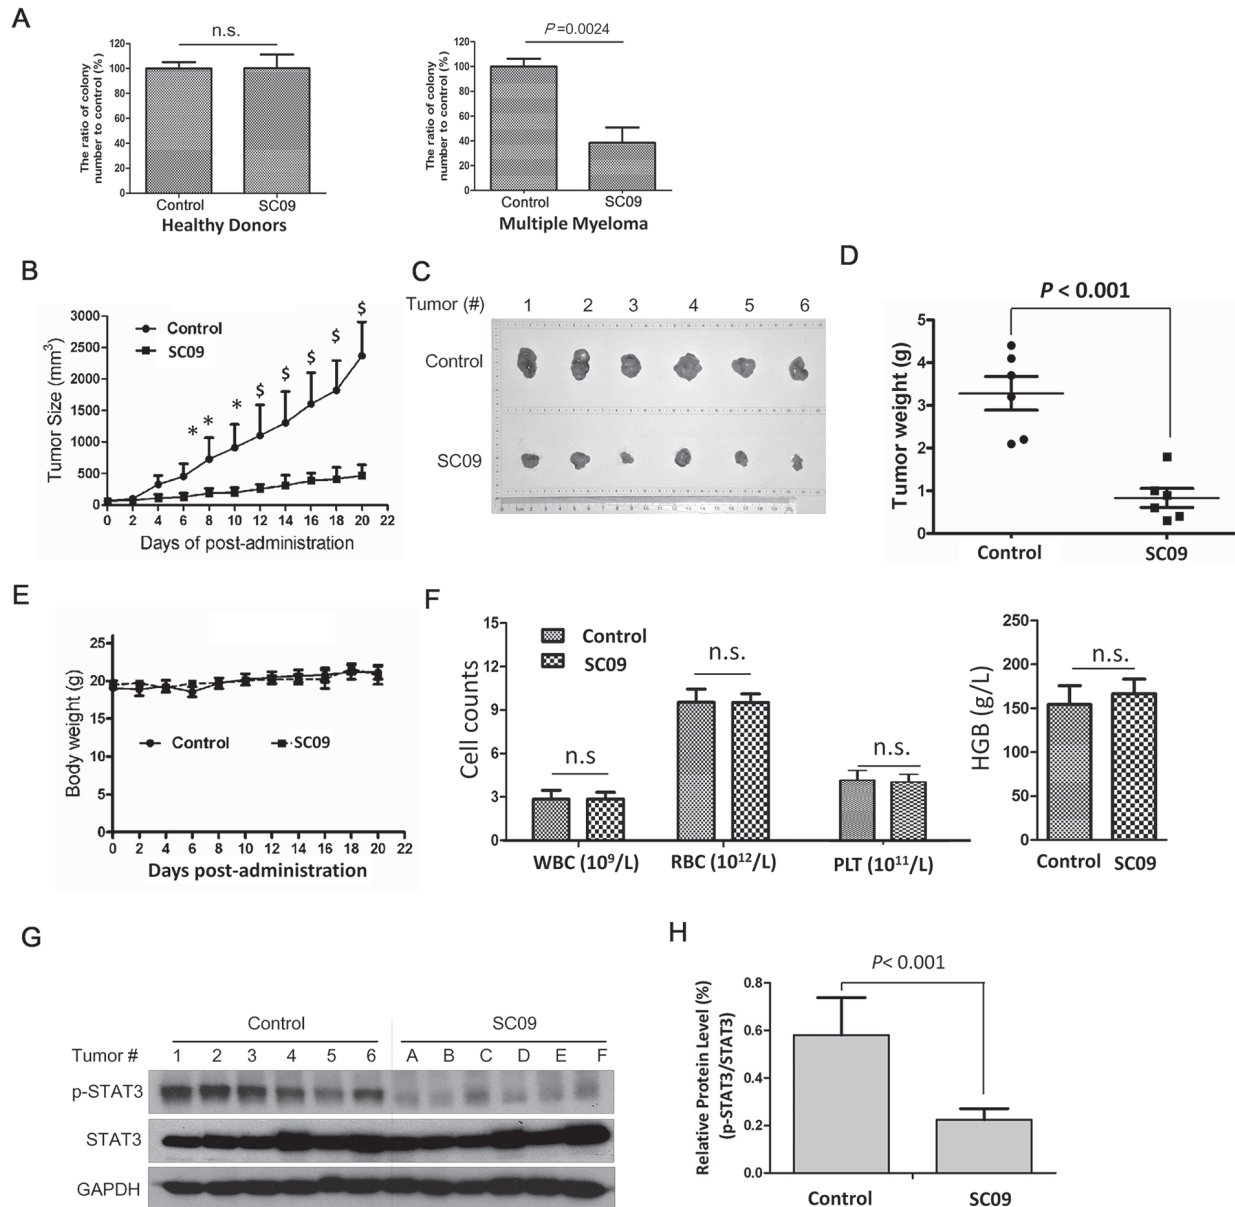 A
n.s.
The ratio of colony
number to control (%)
120
100
80
60
40
20
0
Control
SC09
Healthy Donors
P=0.0024
The ratio of colony
number to control (%)
120
100
80
60
40
20
0
Control
SC09
Multiple Myeloma
B
Tumor Size (mm³)
3000
2500
2000
1500
1000
500
0
Control
SC09
* * * $ $ $ $ $
0 2 4 6 8 10 12 14 16 18 20 22
Days of post-administration
C
Tumor (#) 1 2 3 4 5 6
Control
SC09
D
P < 0.001
Tumor weight (g)
5
4
3
2
1
0
Control
SC09
E
Body weight (g)
25
20
15
10
5
0
Control
SC09
0 2 4 6 8 10 12 14 16 18 20 22
Days post-administration
F
Cell counts
15
12
9
6
3
0
Control
SC09
n.s
n.s.
n.s.
WBC (10⁹/L)
RBC (10¹²/L)
PLT (10¹¹/L)
HGB (g/L)
250
200
150
100
50
0
n.s.
Control
SC09
G
Control
SC09
Tumor # 1 2 3 4 5 6 A B C D E F
p-STAT3
STAT3
GAPDH
H
P< 0.001
Relative Protein Level (%)
(p-STAT3/STAT3)
0.8
0.6
0.4
0.2
0.0
Control
SC09